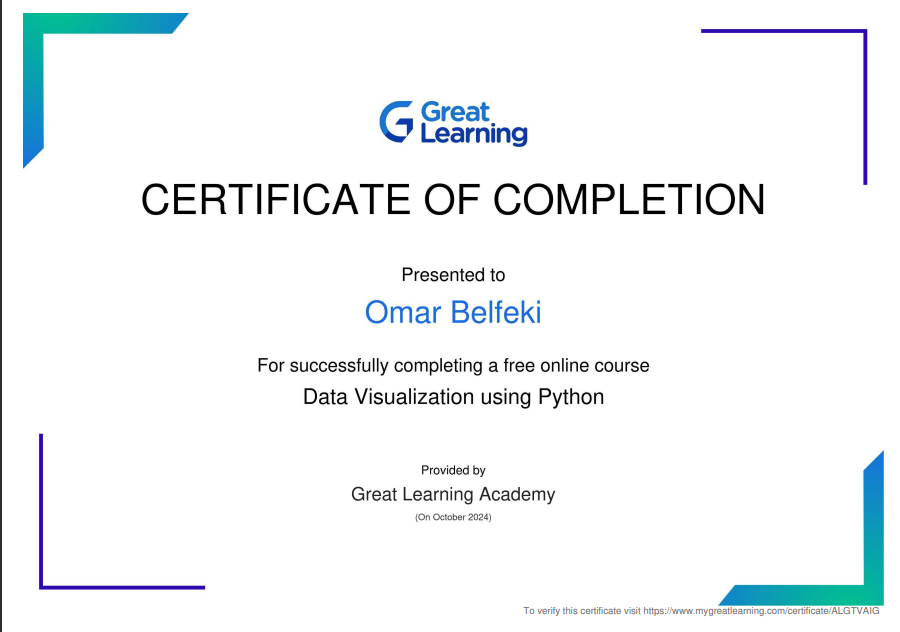 Great
Learning
CERTIFICATE OF COMPLETION
Presented to
Omar Belfeki
For successfully completing a free online course
Data Visualization using Python
Provided by
Great Learning Academy
(On October 2024)
To verify this certificate visit https://www.mygreatlearning.com/certificate/ALGTVAIG